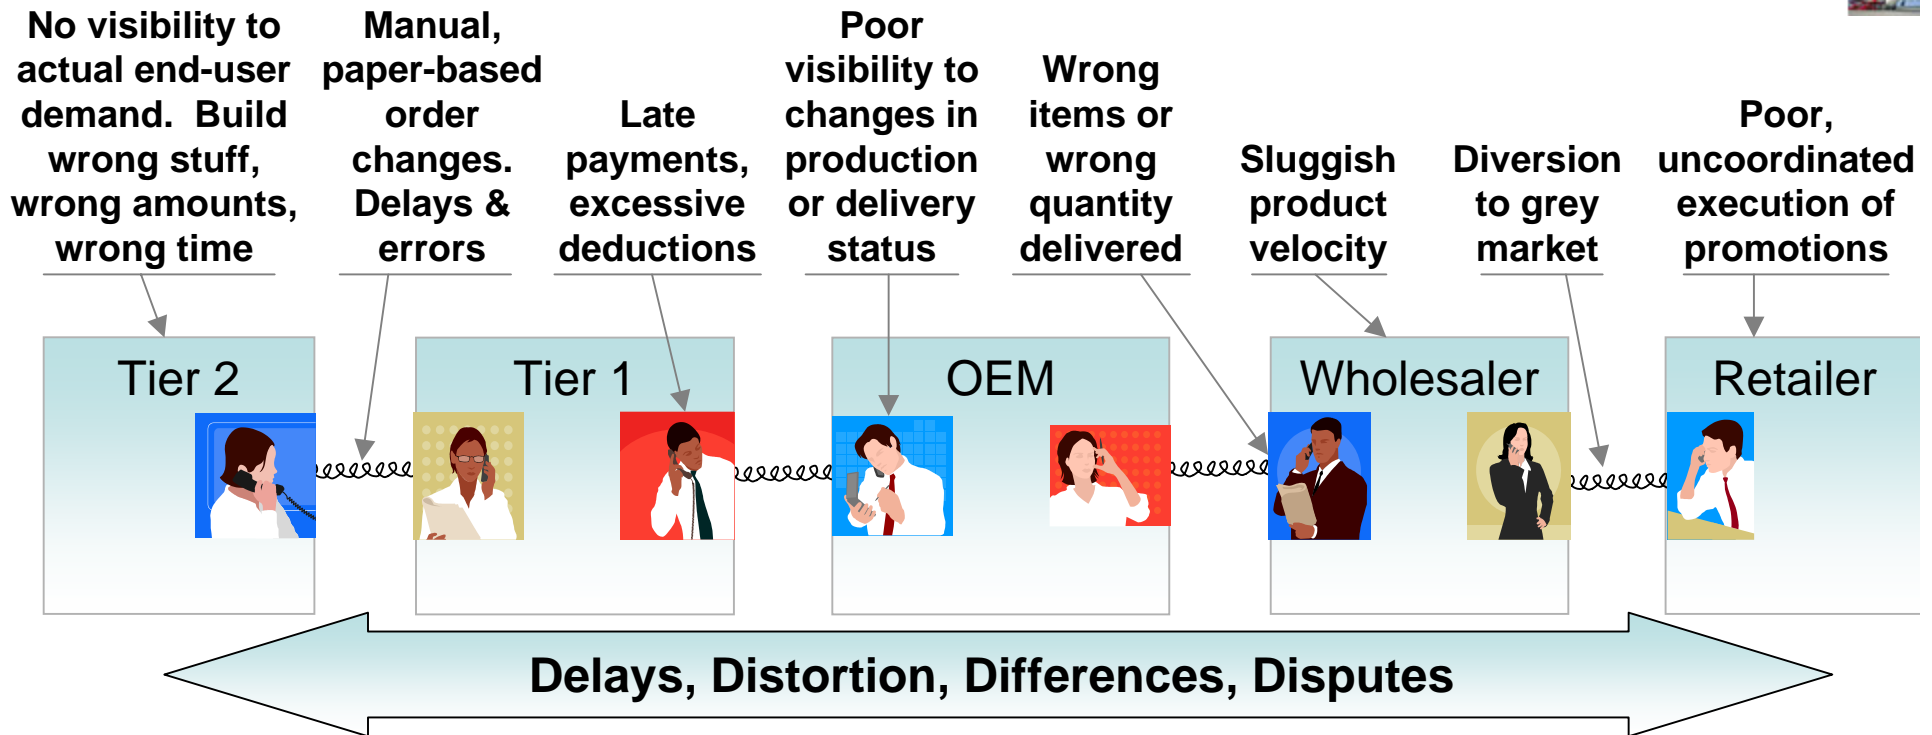 No visibility to
actual end-user
demand.  Build
wrong stuff,
wrong amounts,
wrong time
Manual,
paper-based
order
changes.
Delays &
errors
Late
payments,
excessive
deductions
Poor
visibility to
changes in
production
or delivery
status
Wrong
items or
wrong
quantity
delivered
Sluggish
product
velocity
Diversion
to grey
market
Poor,
uncoordinated
execution of
promotions
Tier 2
Tier 1
OEM
Wholesaler
Retailer
Delays, Distortion, Differences, Disputes